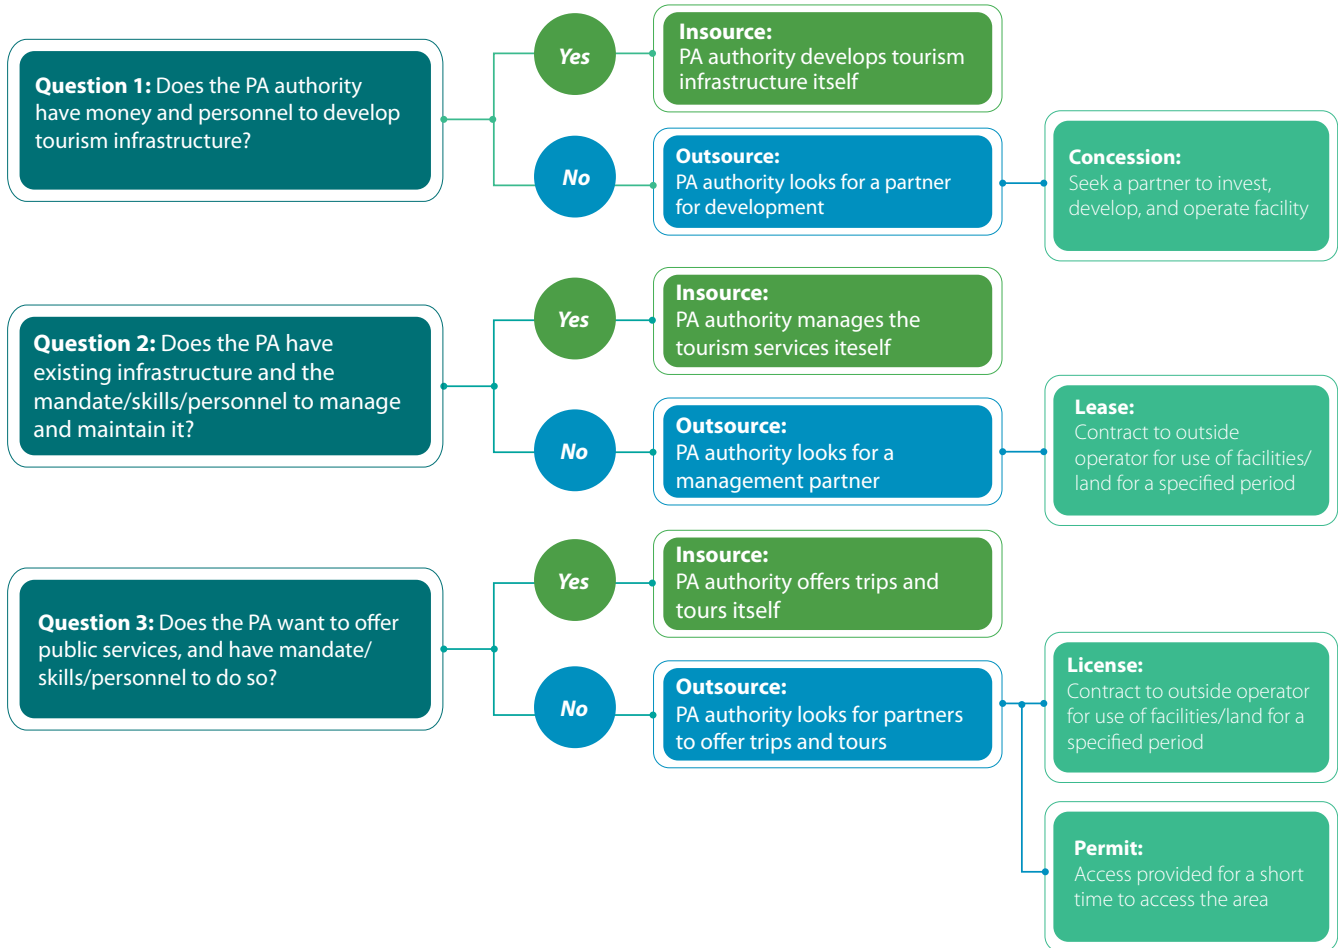 Question 1: Does the PA authority
have money and personnel to develop
tourism infrastructure?
Yes
Insource:
PA authority develops tourism
infrastructure itself
No
Outsource:
PA authority looks for a partner
for development
Concession:
Seek a partner to invest,
develop, and operate facility
Question 2: Does the PA have
existing infrastructure and the
mandate/skills/personnel to manage
and maintain it?
Yes
Insource:
PA authority manages the
tourism services iteself
No
Outsource:
PA authority looks for a
management partner
Lease:
Contract to outside
operator for use of facilities/
land for a specified period
Question 3: Does the PA want to offer
public services, and have mandate/
skills/personnel to do so?
Yes
Insource:
PA authority offers trips and
tours itself
No
Outsource:
PA authority looks for partners
to offer trips and tours
License:
Contract to outside operator
for use of facilities/land for a
specified period
Permit:
Access provided for a short
time to access the area